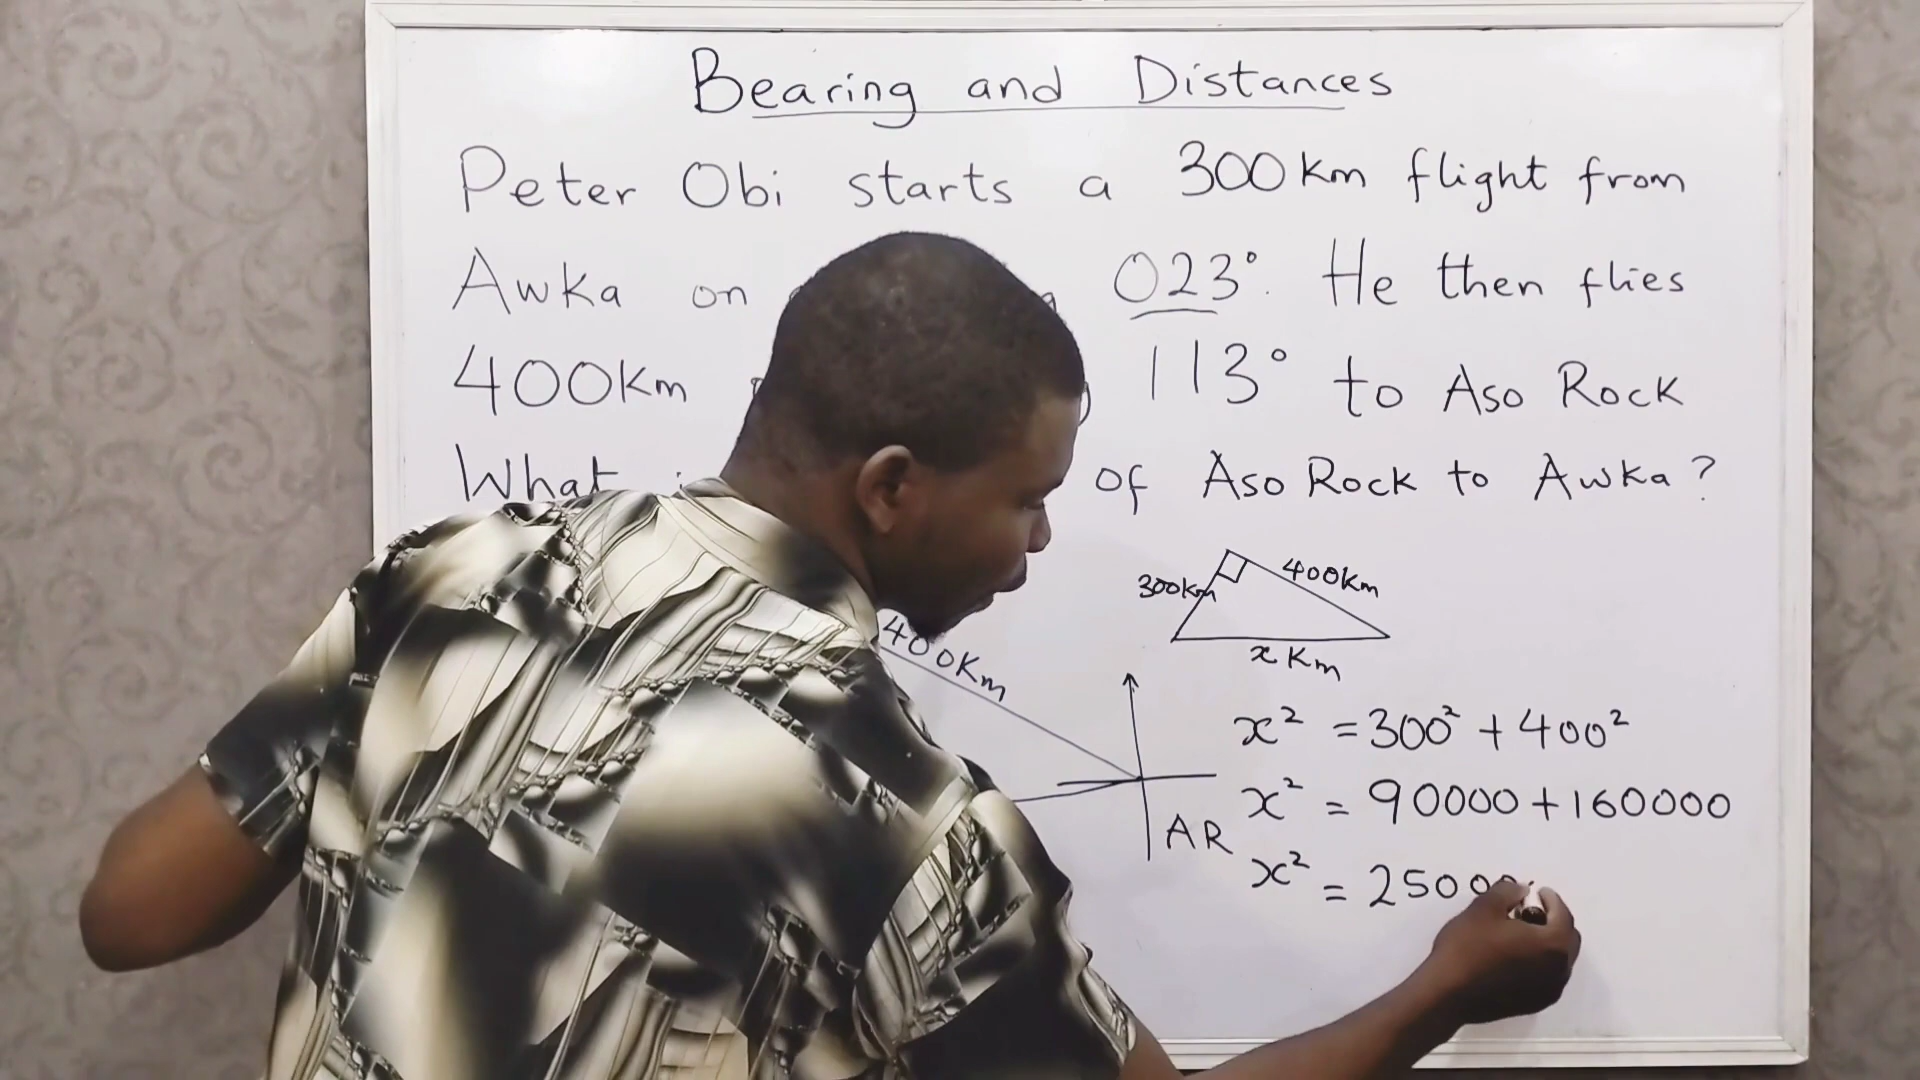 Bearing and Distances
Peter Obi starts a 300km flight from
Awka on 023°. He then flies
400km 113° to Aso Rock
What of Aso Rock to Awka?
300km
400km
x km
400km
AR
x² = 300² + 400²
x² = 90000 + 160000
x² = 2500